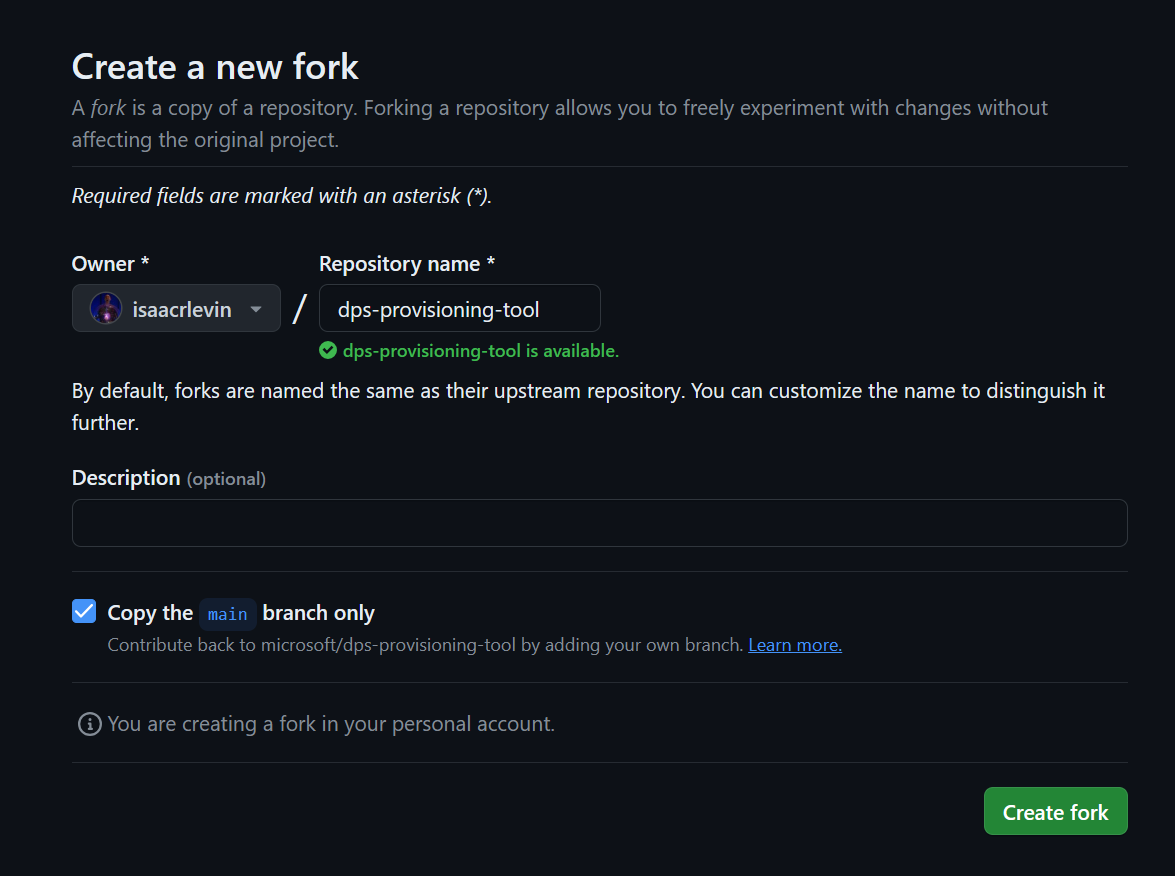 Create a new fork
A fork is a copy of a repository. Forking a repository allows you to freely experiment with changes without
affecting the original project.
Required fields are marked with an asterisk (*).
Owner * Repository name *
isaacrlevin / dps-provisioning-tool
dps-provisioning-tool is available.
By default, forks are named the same as their upstream repository. You can customize the name to distinguish it
further.
Description (optional)
Copy the main branch only
Contribute back to microsoft/dps-provisioning-tool by adding your own branch. Learn more.
You are creating a fork in your personal account.
Create fork